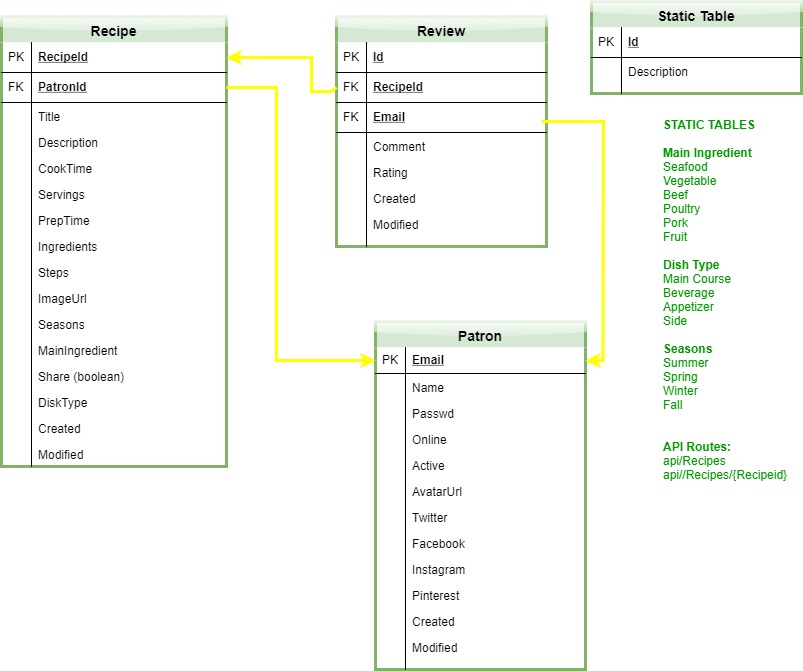 Recipe
PK RecipeId
FK PatronId
Title
Description
CookTime
Servings
PrepTime
Ingredients
Steps
ImageUrl
Seasons
MainIngredient
Share (boolean)
DiskType
Created
Modified
Review
PK Id
FK RecipeId
FK Email
Comment
Rating
Created
Modified
Static Table
PK Id
Description
STATIC TABLES
Main Ingredient
Seafood
Vegetable
Beef
Poultry
Pork
Fruit
Dish Type
Main Course
Beverage
Appetizer
Side
Seasons
Summer
Spring
Winter
Fall
API Routes:
api/Recipes
api//Recipes/{Recipeid}
Patron
PK Email
Name
Passwd
Online
Active
AvatarUrl
Twitter
Facebook
Instagram
Pinterest
Created
Modified